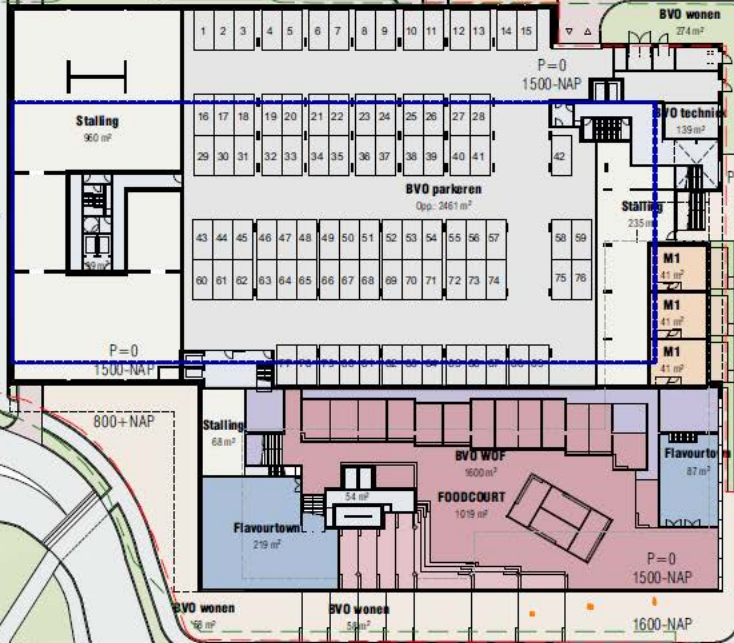 BVO wonen
274 m²
1 2 3 4 5 6 7 8 9 10 11 12 13 14 15
P=0
1500-NAP
Stalling
960 m²
16 17 18 19 20 21 22 23 24 25 26 27 28
BVO techniek
139 m²
29 30 31 32 33 34 35 36 37 38 39 40 41 42
BVO parkeren
Opp.: 2461 m²
Stalling
235 m²
43 44 45 46 47 48 49 50 51 52 53 54 55 56 57 58 59
60 61 62 63 64 65 66 67 68 69 70 71 72 73 74 75 76
M1
41 m²
M1
41 m²
M1
41 m²
P=0
1500-NAP
800+NAP
Stalling
68 m²
BVO WOF
1600 m²
FOODCOURT
1019 m²
Flavourtown
87 m²
54 m²
Flavourtown
219 m²
P=0
1500-NAP
BVO wonen
BVO wonen
1600-NAP